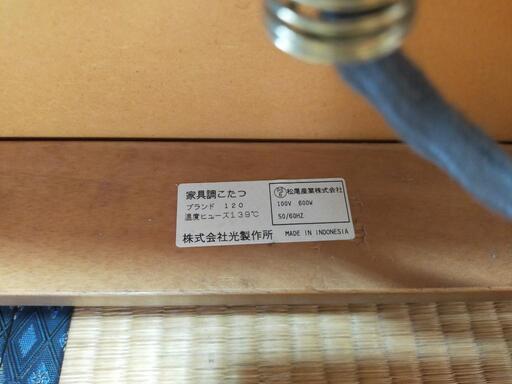 家具調こたつ
ブランド 120
温度ヒューズ139℃
松尾産業株式会社
100V 600W
50/60HZ
株式会社光製作所 MADE IN INDONESIA